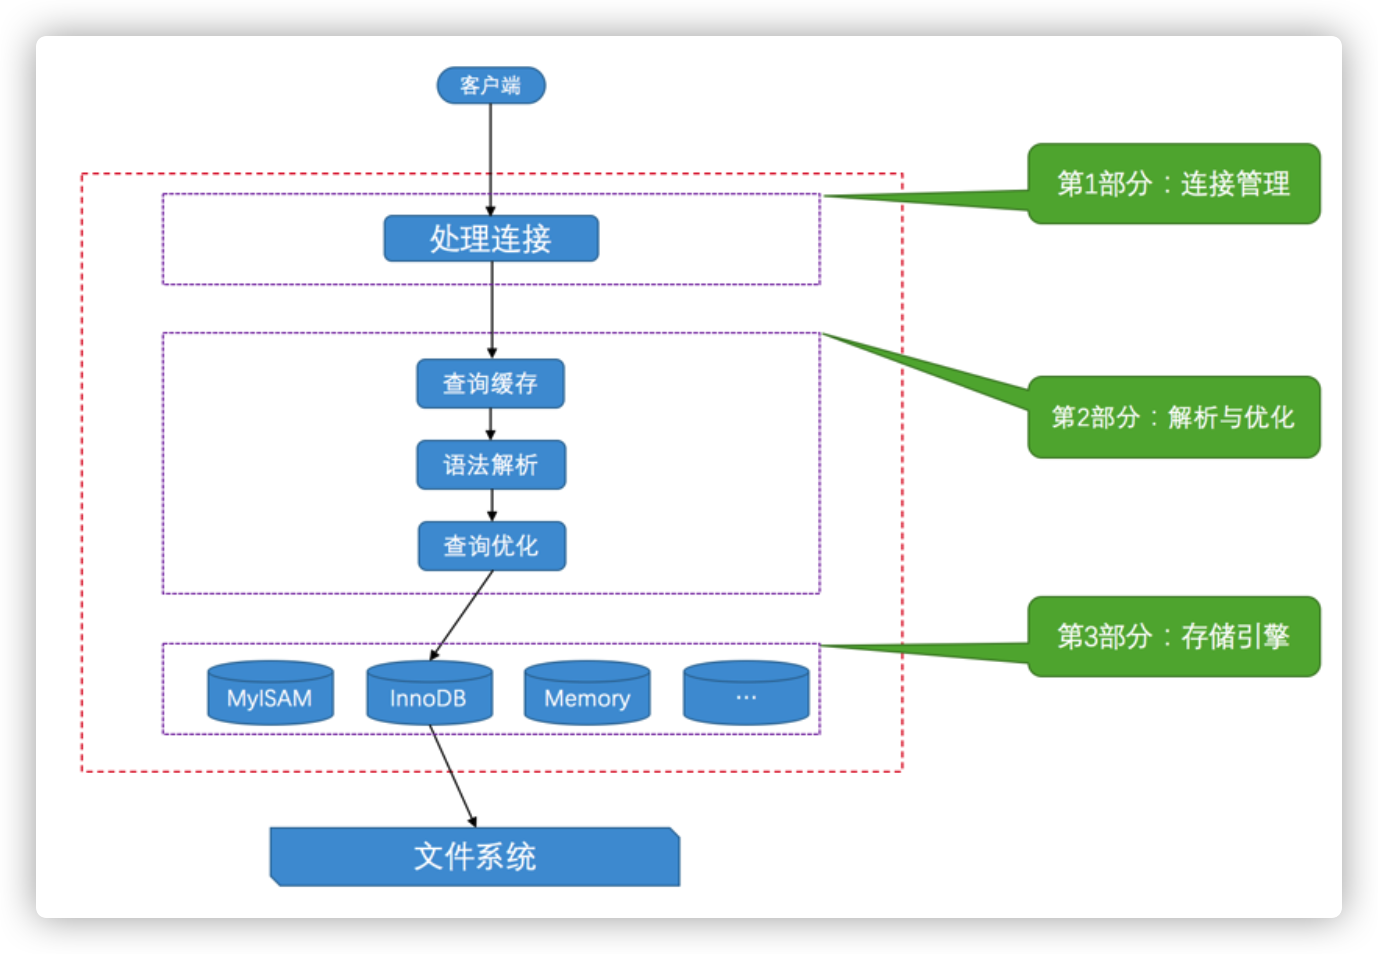 客户端
第1部分：连接管理
处理连接
查询缓存
第2部分：解析与优化
语法解析
查询优化
第3部分：存储引擎
MyISAM
InnoDB
Memory
…
文件系统